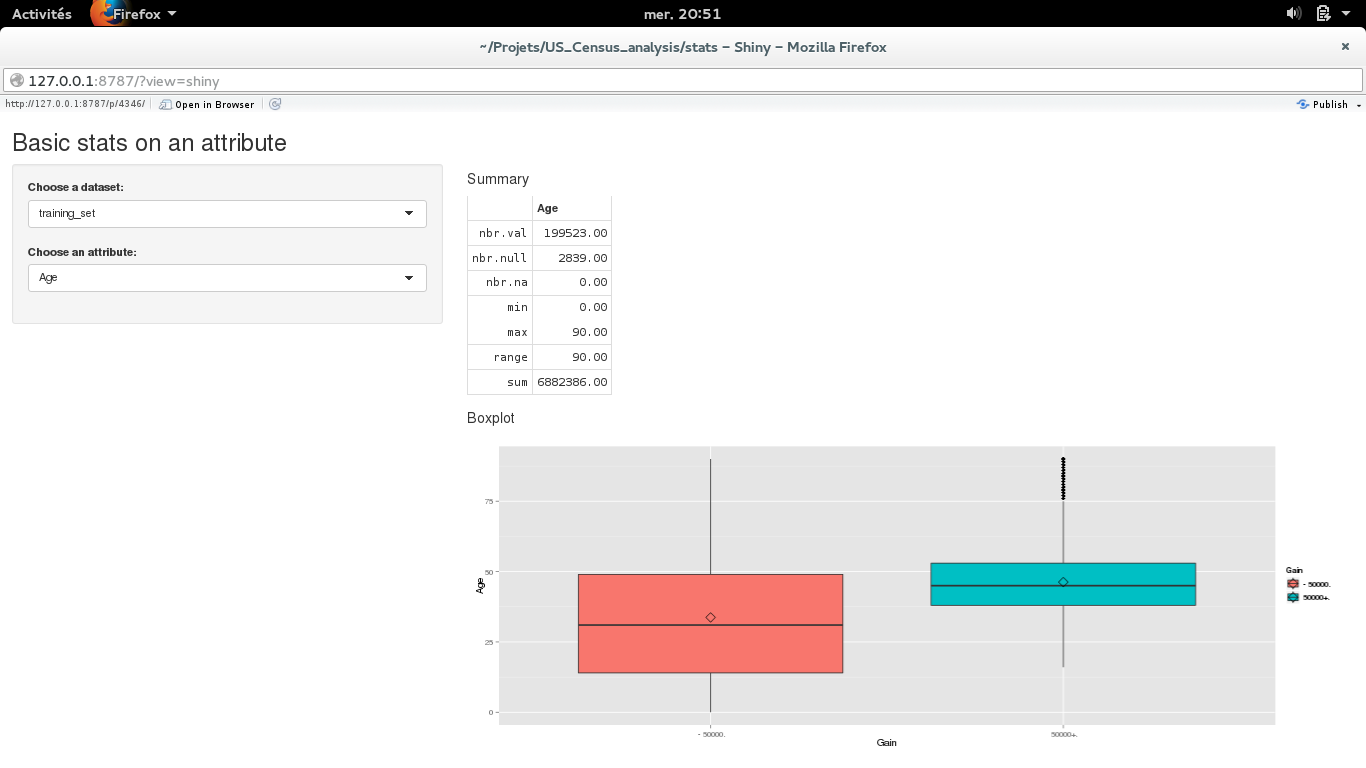 Activités Firefox mer. 20:51
~/Projets/US_Census_analysis/stats - Shiny - Mozilla Firefox ×
127.0.0.1:8787/?view=shiny
http://127.0.0.1:8787/p/4346/ Open in Browser Publish
Basic stats on an attribute
Choose a dataset:
training_set
Choose an attribute:
Age
Summary
Age
nbr.val 199523.00
nbr.null 2839.00
nbr.na 0.00
min 0.00
max 90.00
range 90.00
sum 6882386.00
Boxplot
75
50
25
0
Age
- 50000.
50000+.
Gain
Gain
- 50000.
50000+.